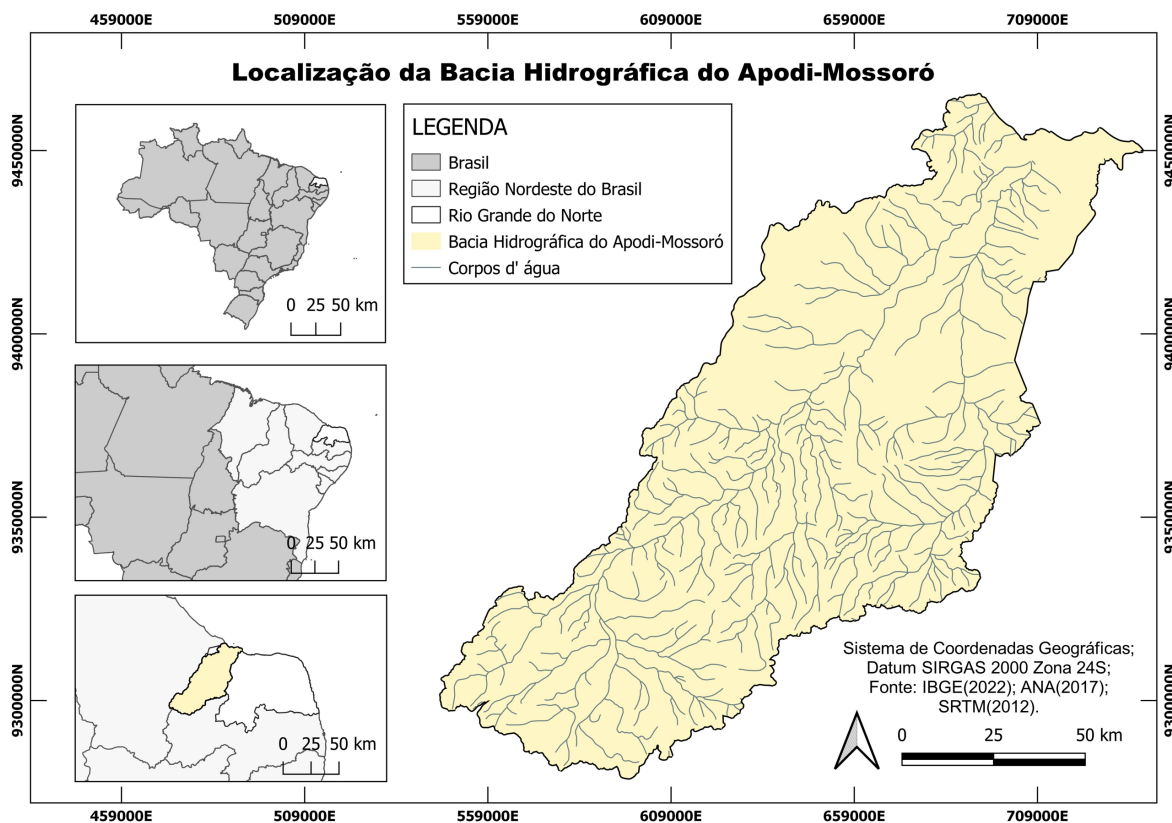 459000E 5090000E 559000E 609000E 659000E 709000E
Localização da Bacia Hidrográfica do Apodi-Mossoró
LEGENDA
Brasil
Região Nordeste do Brasil
Rio Grande do Norte
Bacia Hidrográfica do Apodi-Mossoró
Corpos d' água
0 25 50 km
0 25 50 km
0 25 50 km
9450000N
9400000N
9350000N
9300000N
9450000N
9400000N
9350000N
9300000N
Sistema de Coordenadas Geográficas;
Datum SIRGAS 2000 Zona 24S;
Fonte: IBGE(2022); ANA(2017);
SRTM(2012).
0 25 50 km
459000E 5090000E 559000E 609000E 659000E 709000E